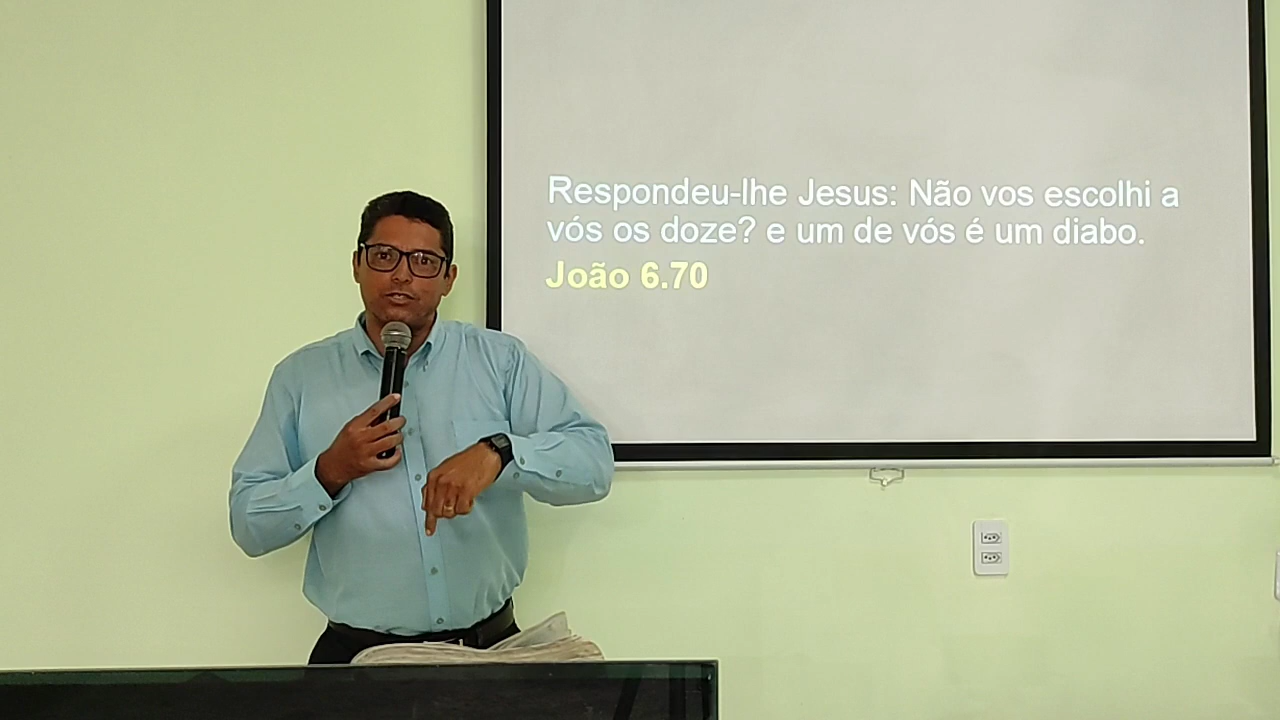 Respondeu-lhe Jesus: Não vos escolhi a
vós os doze? e um de vós é um diabo.
João 6.70